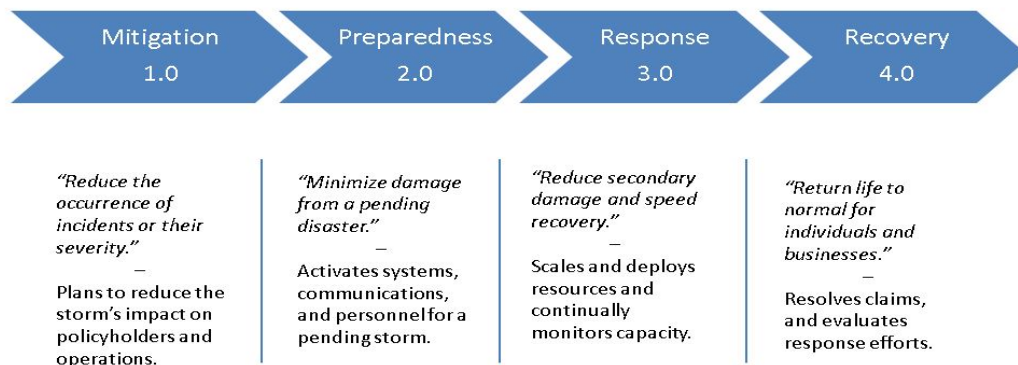 Mitigation
1.0
Preparedness
2.0
Response
3.0
Recovery
4.0
“Reduce the
occurrence of
incidents or their
severity.”
–
Plans to reduce the
storm’s impact on
policyholders and
operations.
“Minimize damage
from a pending
disaster.”
–
Activates systems,
communications,
and personnel for a
pending storm.
“Reduce secondary
damage and speed
recovery.”
–
Scales and deploys
resources and
continually
monitors capacity.
“Return life to
normal for
individuals and
businesses.”
–
Resolves claims,
and evaluates
response efforts.